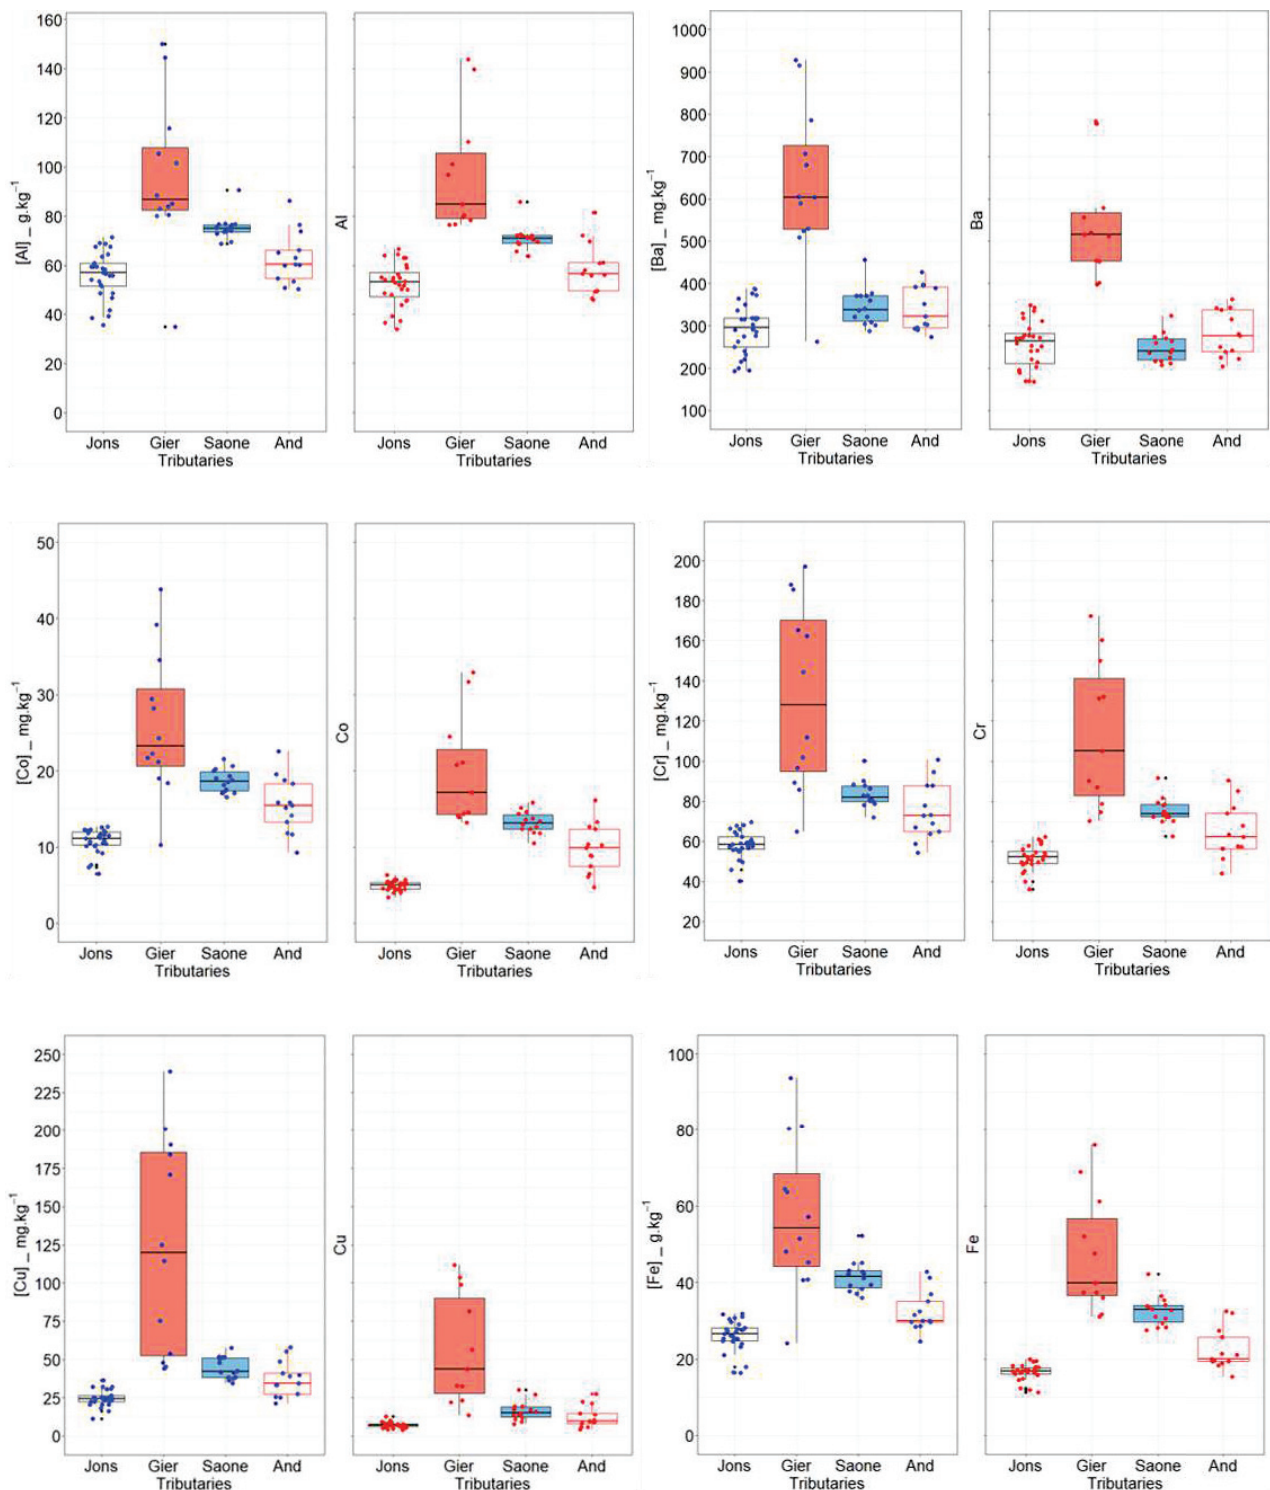 160
140
120
100
80
60
40
20
0
[Al] _ g.kg⁻¹
Jons Gier Saone And
Tributaries
Al
Jons Gier Saone And
Tributaries
1000
900
800
700
600
500
400
300
200
100
[Ba] _ mg.kg⁻¹
Jons Gier Saone And
Tributaries
Ba
Jons Gier Saone And
Tributaries
50
40
30
20
10
0
[Co] _ mg.kg⁻¹
Jons Gier Saone And
Tributaries
Co
Jons Gier Saone And
Tributaries
200
180
160
140
120
100
80
60
40
20
[Cr] _ mg.kg⁻¹
Jons Gier Saone And
Tributaries
Cr
Jons Gier Saone And
Tributaries
250
225
200
175
150
125
100
75
50
25
0
[Cu] _ mg.kg⁻¹
Jons Gier Saone And
Tributaries
Cu
Jons Gier Saone And
Tributaries
100
80
60
40
20
0
[Fe] _ g.kg⁻¹
Jons Gier Saone And
Tributaries
Fe
Jons Gier Saone And
Tributaries